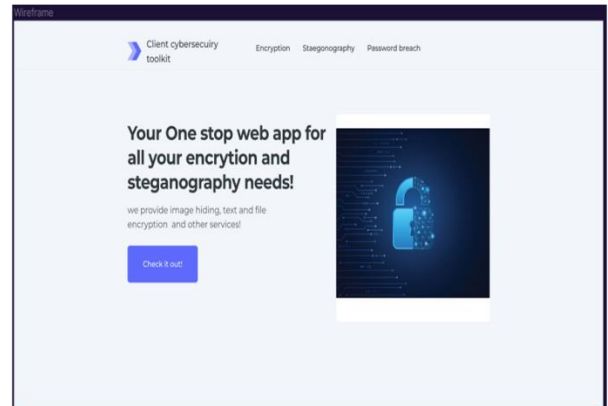 Wireframe
Client cybersecuiry
toolkit
Encryption Staegonography Password breach
Your One stop web app for
all your encrytion and
steganography needs!
we provide image hiding, text and file
encryption and other services!
Check it out!